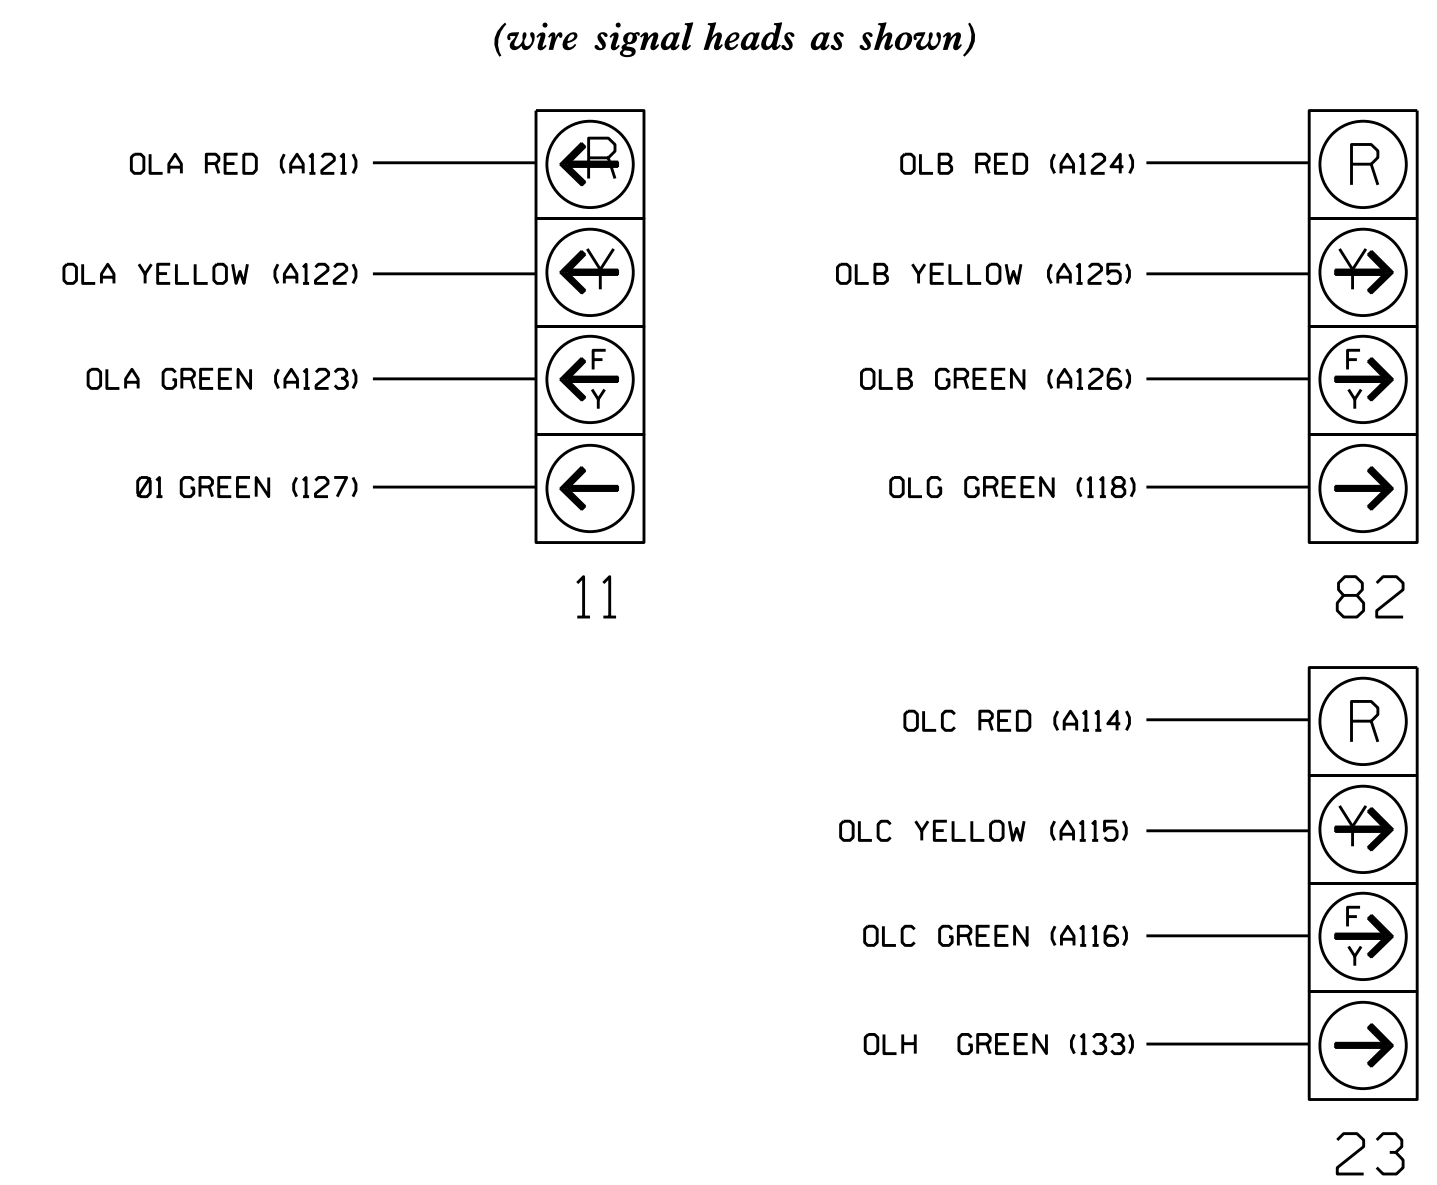 (wire signal heads as shown)
OLA RED (A121)
R
OLA YELLOW (A122)
Y
OLA GREEN (A123)
F
Y
Ø1 GREEN (127)
11
OLB RED (A124)
R
OLB YELLOW (A125)
Y
OLB GREEN (A126)
F
Y
OLG GREEN (118)
82
OLC RED (A114)
R
OLC YELLOW (A115)
Y
OLC GREEN (A116)
F
Y
OLH GREEN (133)
23